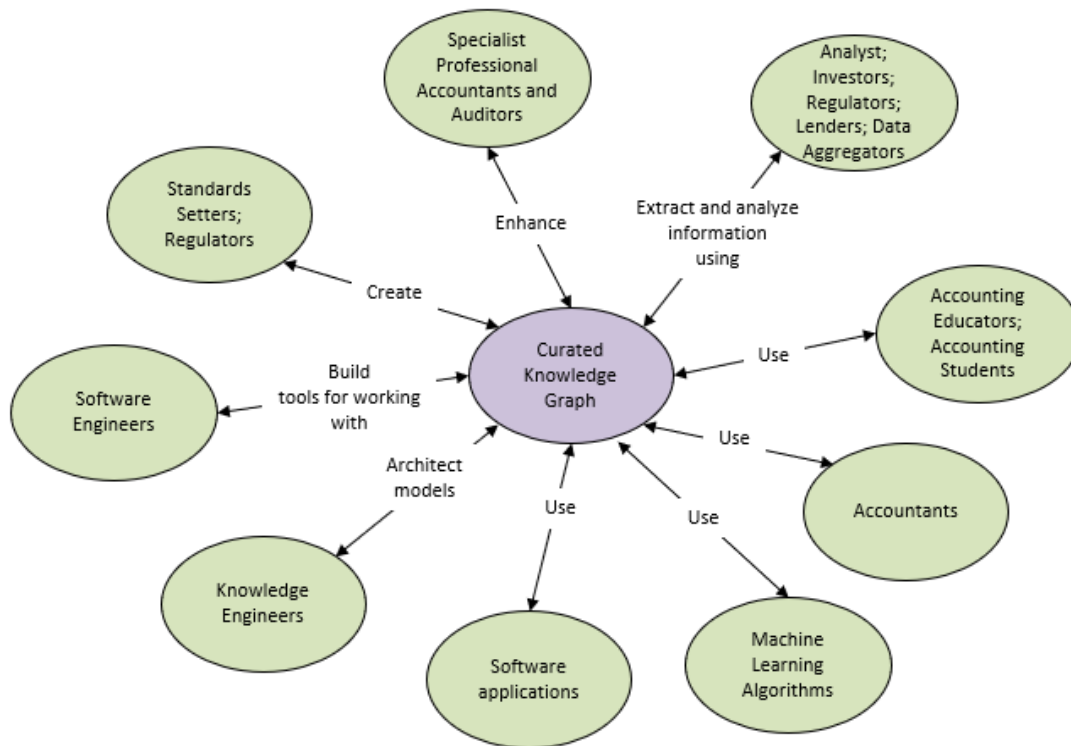 Specialist
Professional
Accountants and
Auditors
Analyst;
Investors;
Regulators;
Lenders; Data
Aggregators
Standards
Setters;
Regulators
Enhance
Extract and analyze
information
using
Create
Accounting
Educators;
Accounting
Students
Curated
Knowledge
Graph
Use
Build
tools for working
with
Software
Engineers
Use
Architect
models
Accountants
Use
Use
Knowledge
Engineers
Software
applications
Machine
Learning
Algorithms